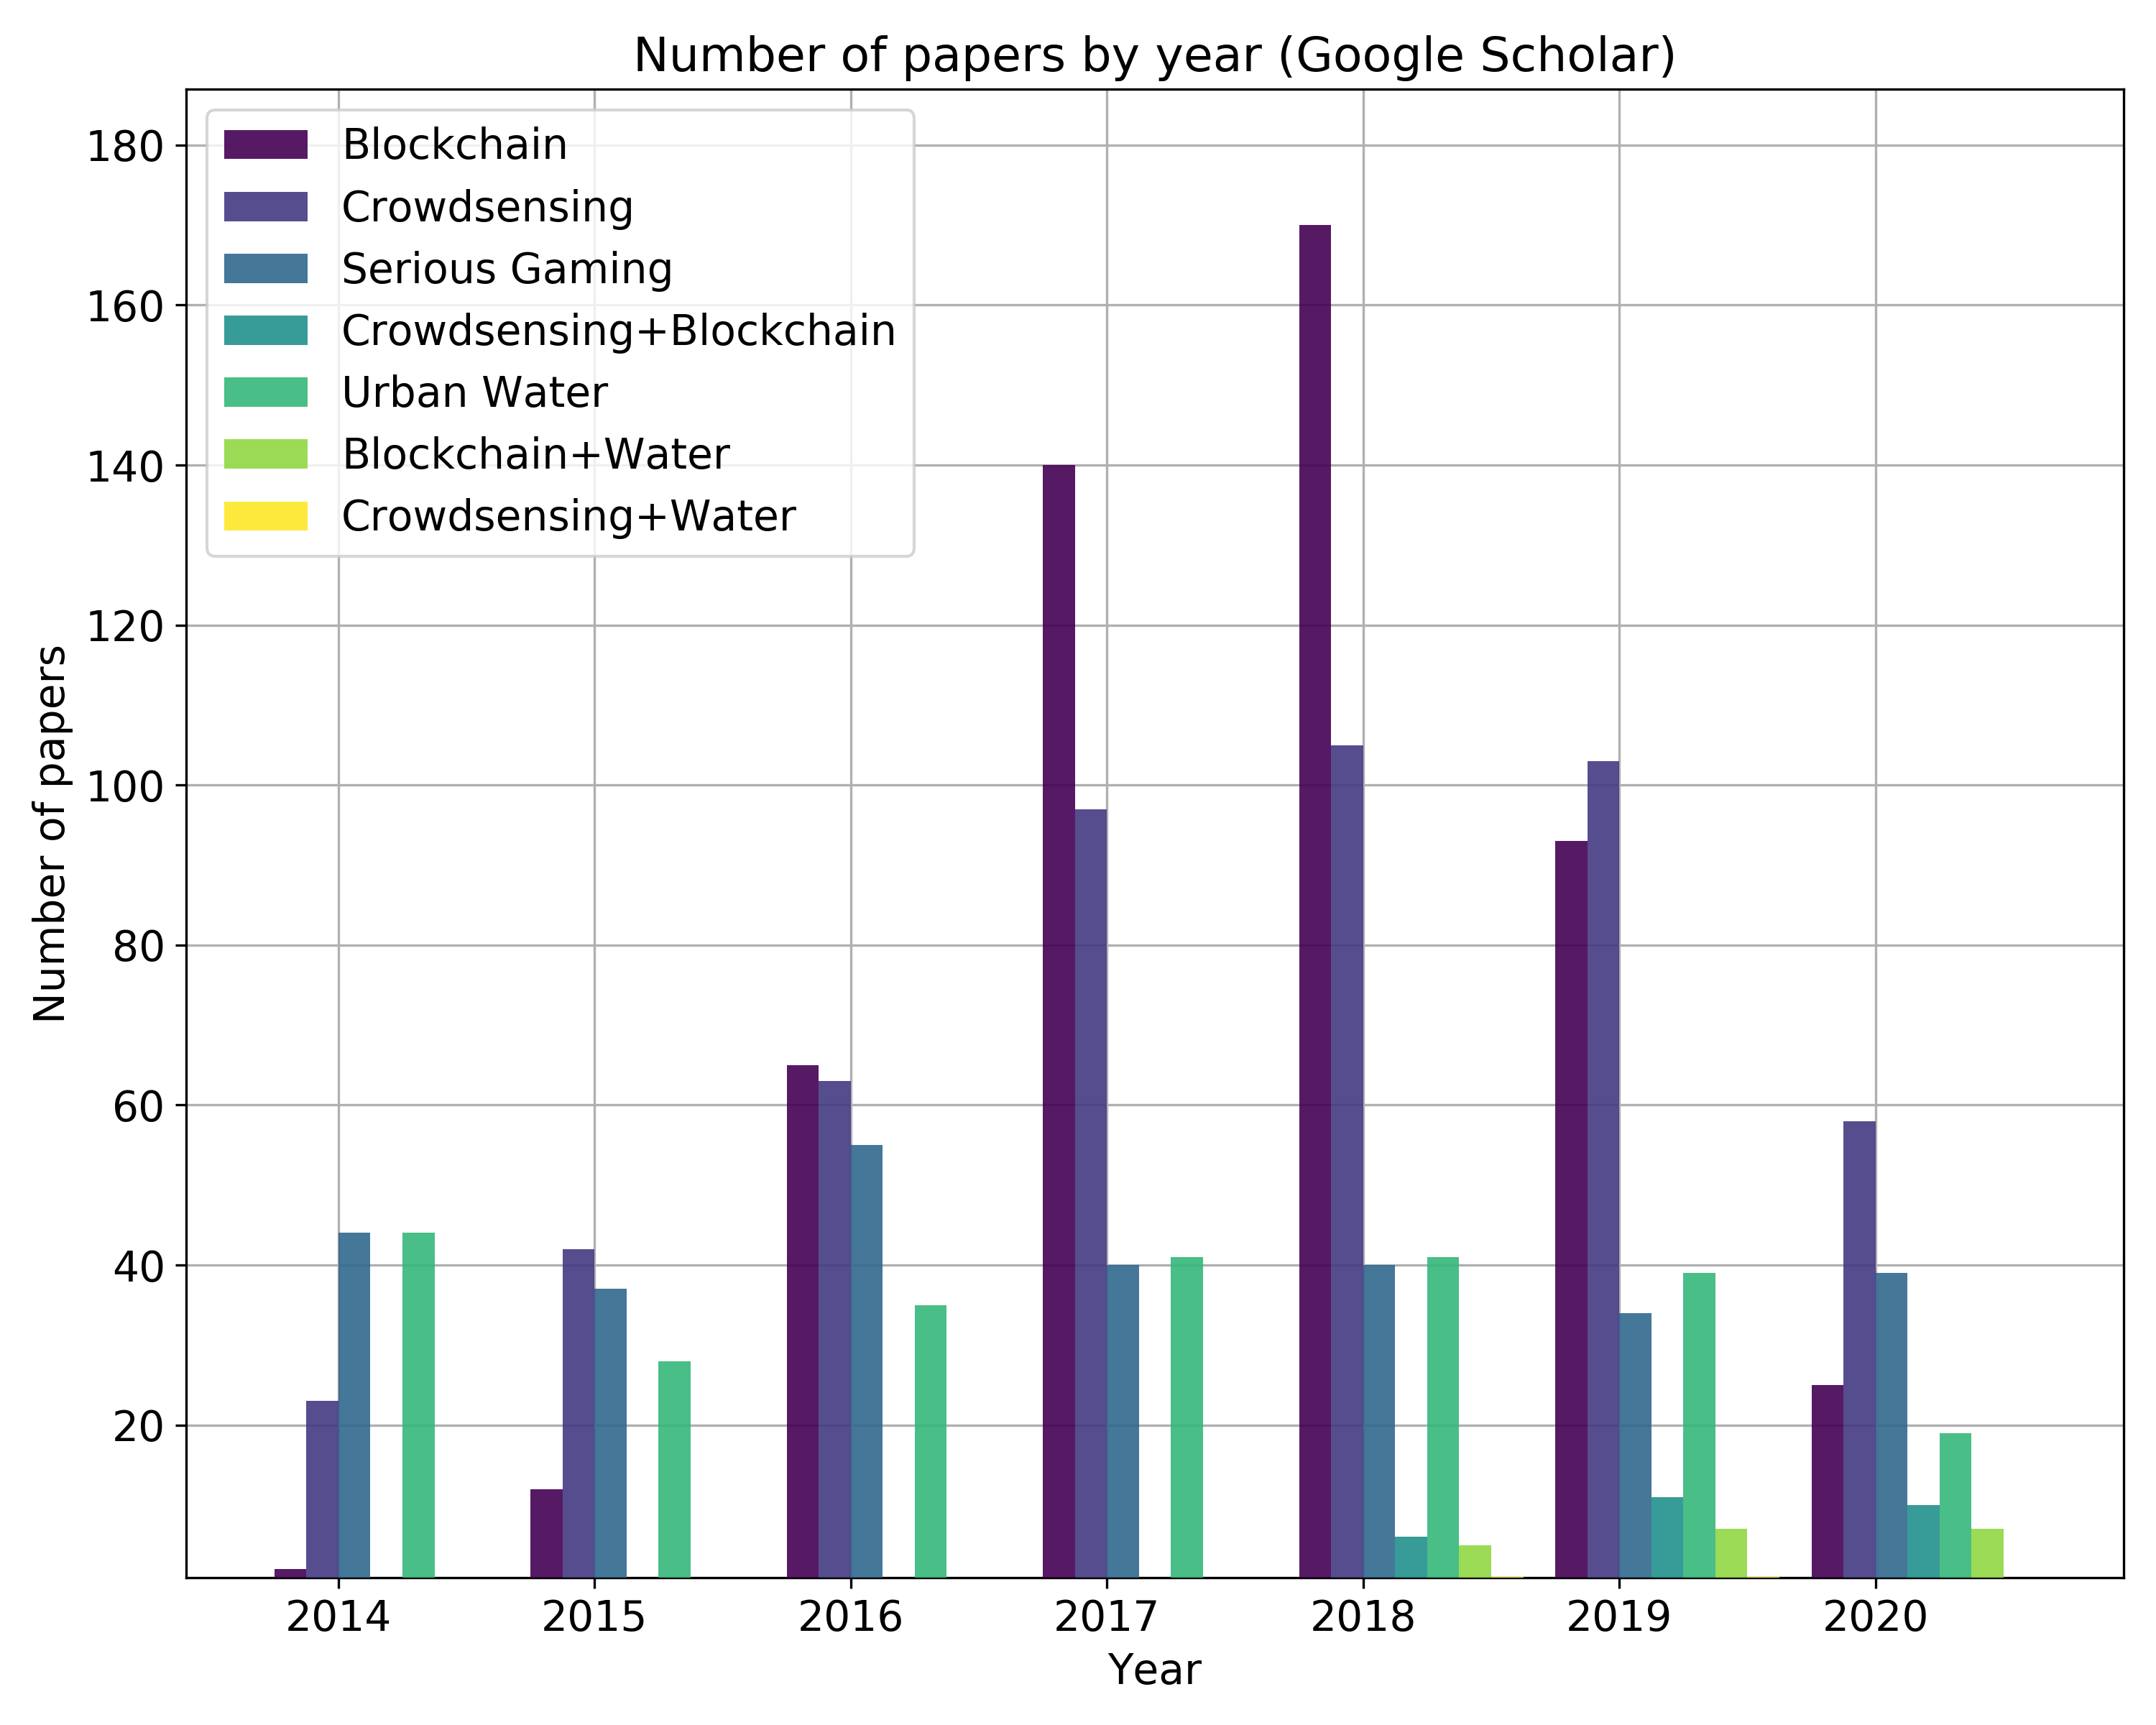 Number of papers by year (Google Scholar)
Blockchain
Crowdsensing
Serious Gaming
Crowdsensing+Blockchain
Urban Water
Blockchain+Water
Crowdsensing+Water
180
160
140
120
100
80
60
40
20
Number of papers
2014 2015 2016 2017 2018 2019 2020
Year